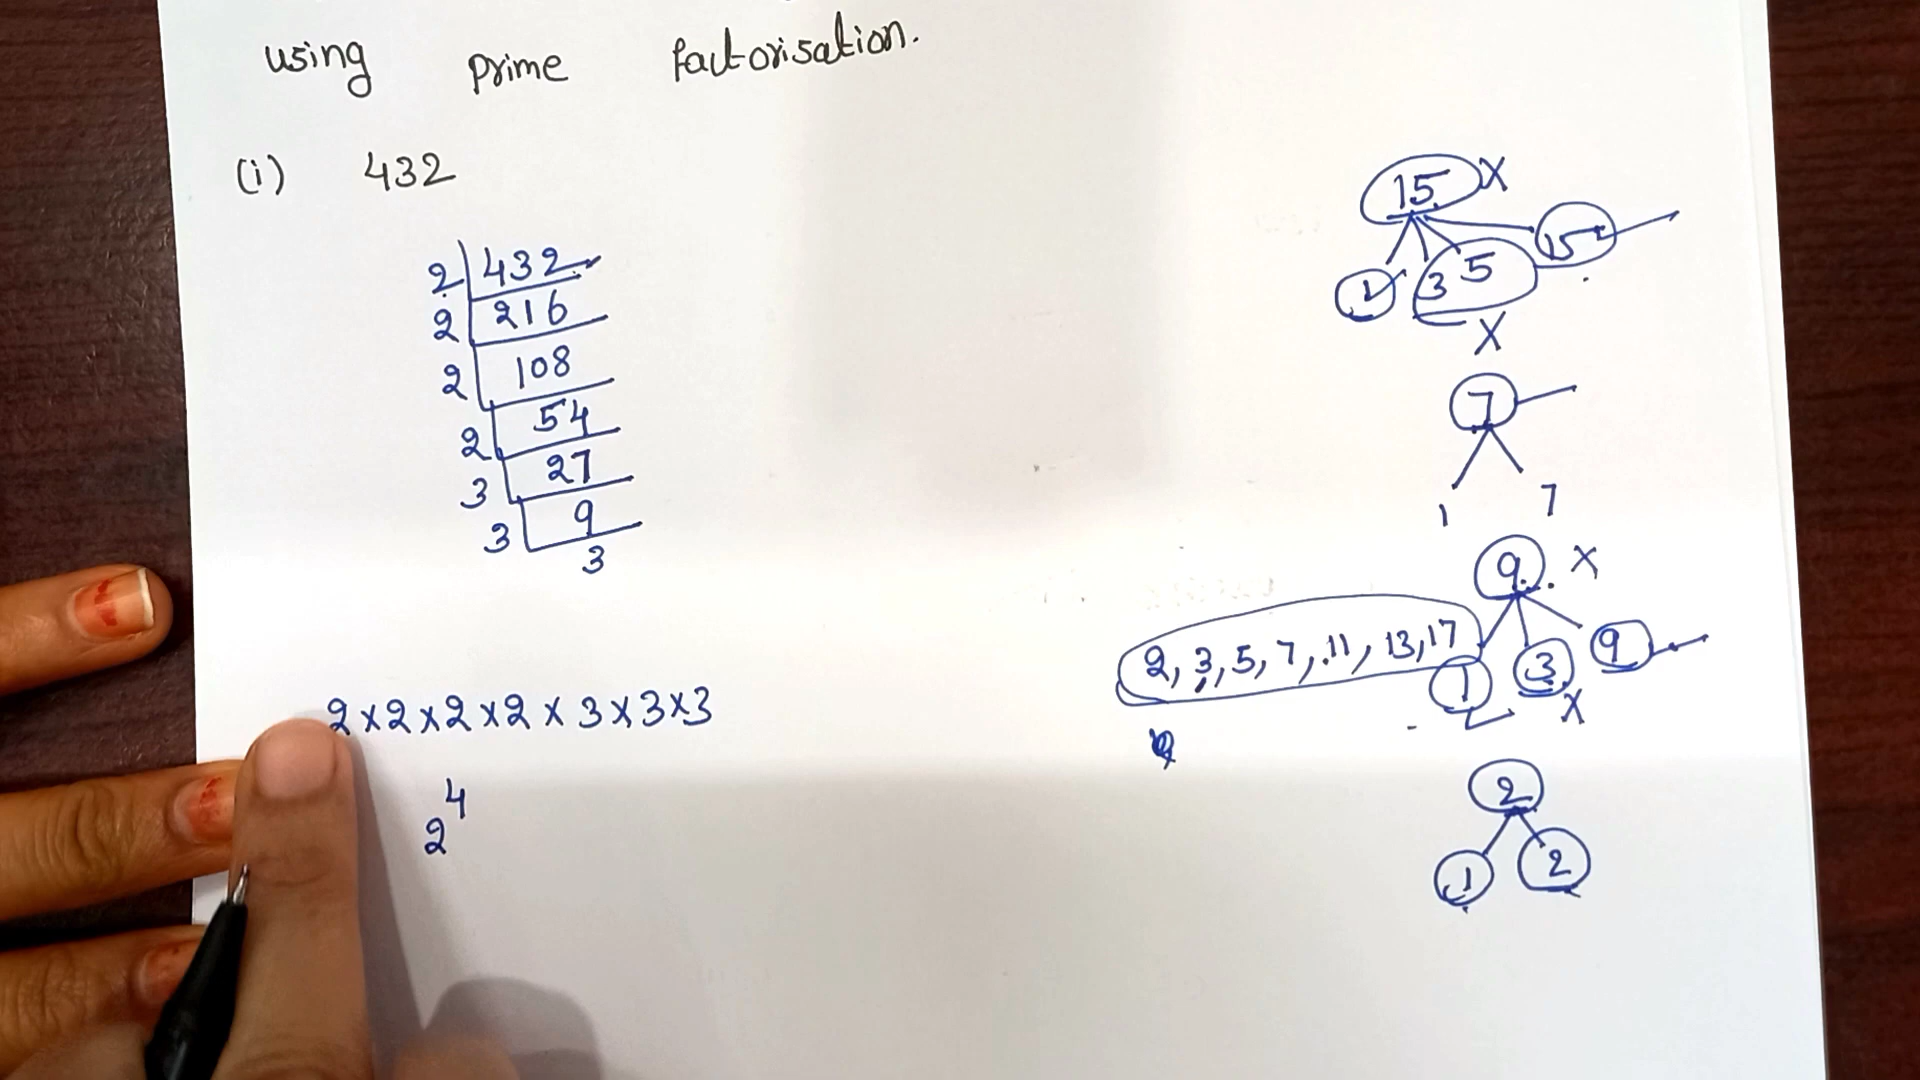 using prime factorisation.
(i) 432
2 | 432
2 | 216
2 | 108
2 | 54
3 | 27
3 | 9
3
2 x 2 x 2 x 2 x 3 x 3 x 3
2⁴
15 X
1 3 5 15
X
7
1 7
9 X
2, 3, 5, 7, 11, 13, 17
1 3 9
X
2
1 2